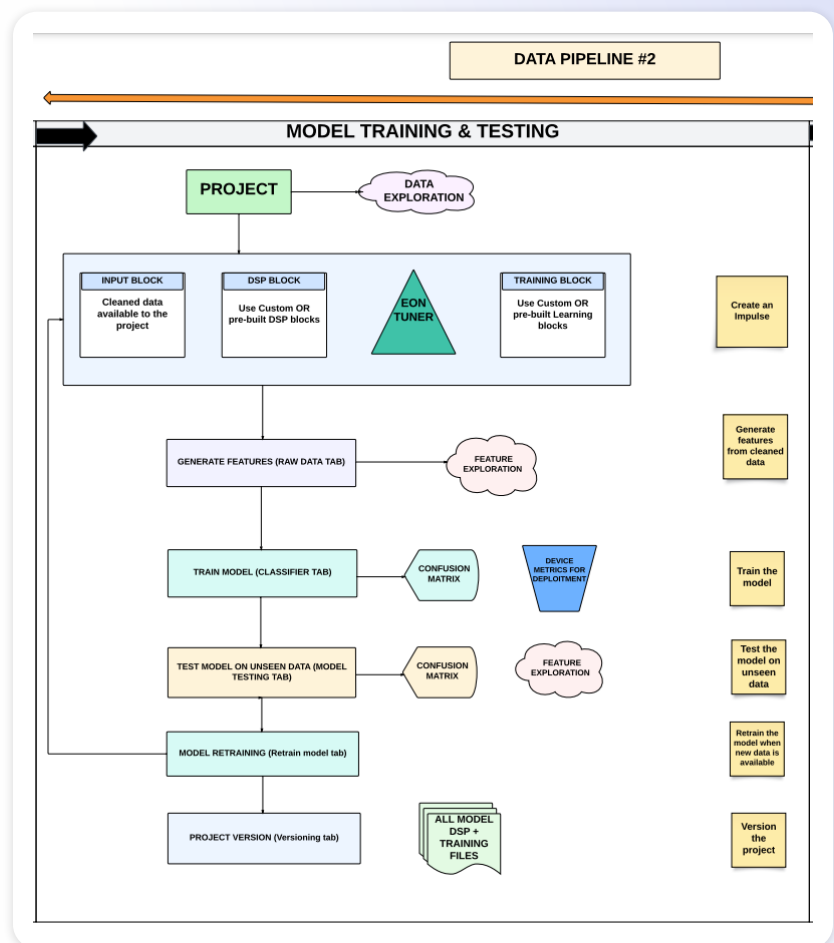 DATA PIPELINE #2
MODEL TRAINING & TESTING
PROJECT
DATA
EXPLORATION
INPUT BLOCK
Cleaned data
available to the
project
DSP BLOCK
Use Custom OR
pre-built DSP blocks
EON
TUNER
TRAINING BLOCK
Use Custom OR
pre-built Learning
blocks
Create an
Impulse
GENERATE FEATURES (RAW DATA TAB)
FEATURE
EXPLORATION
Generate
features
from cleaned
data
TRAIN MODEL (CLASSIFIER TAB)
CONFUSION
MATRIX
DEVICE
METRICS FOR
DEPLOITMENT
Train the
model
TEST MODEL ON UNSEEN DATA (MODEL
TESTING TAB)
CONFUSION
MATRIX
FEATURE
EXPLORATION
Test the
model on
unseen
data
MODEL RETRAINING (Retrain model tab)
Retrain the
model when
new data is
available
PROJECT VERSION (Versioning tab)
ALL MODEL
DSP +
TRAINING
FILES
Version
the
project